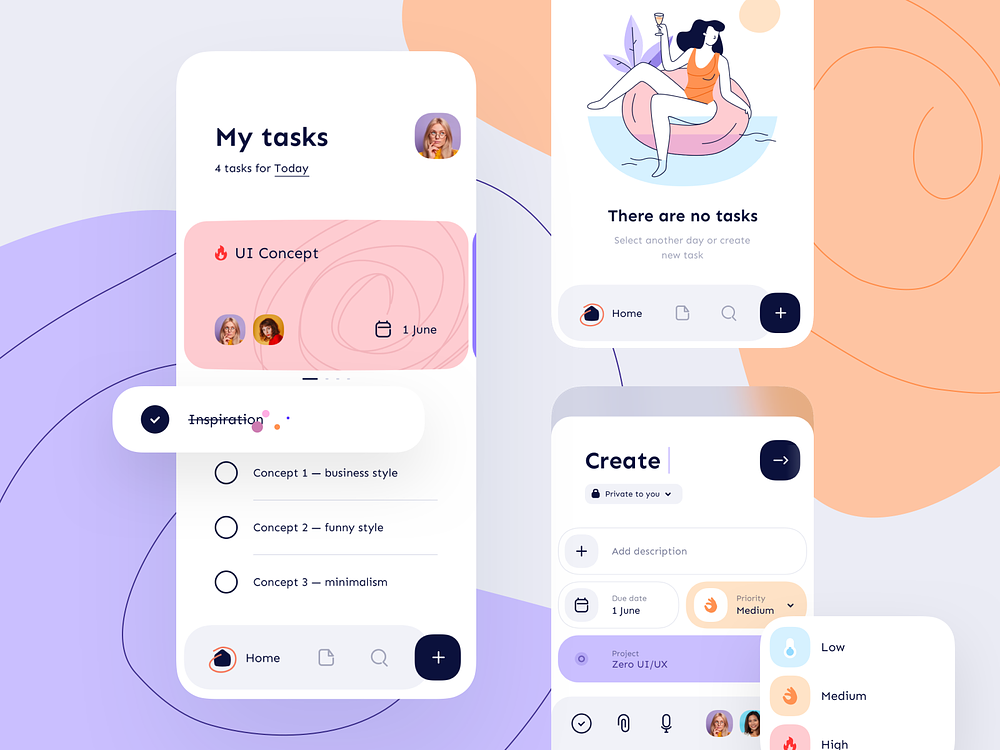 My tasks
4 tasks for Today
UI Concept
1 June
Inspiration
Concept 1 — business style
Concept 2 — funny style
Concept 3 — minimalism
Home
There are no tasks
Select another day or create
new task
Home
Create
Private to you
Add description
Due date
1 June
Priority
Medium
Project
Zero UI/UX
Low
Medium
High